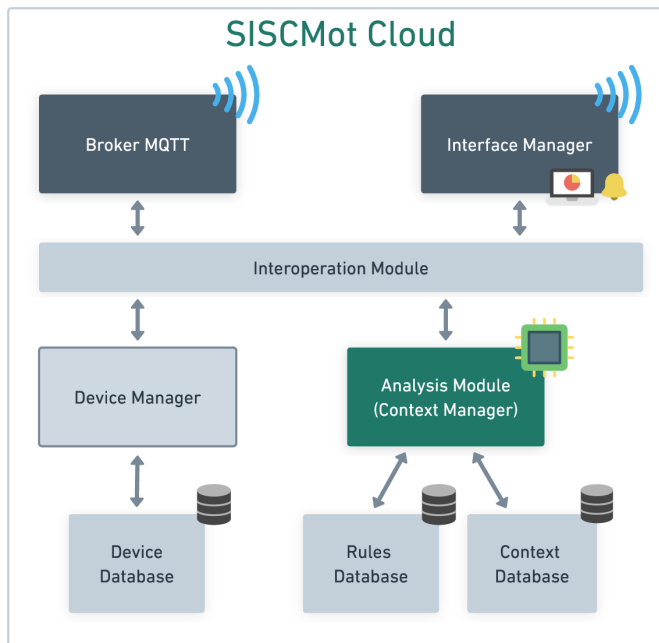 SISCMot Cloud
Broker MQTT
Interface Manager
Interoperation Module
Device Manager
Analysis Module
(Context Manager)
Device
Database
Rules
Database
Context
Database